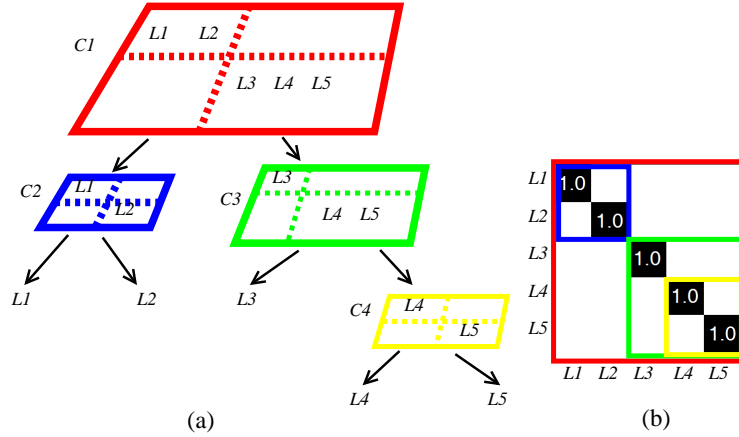 C1 L1 L2
L3 L4 L5
C2 L1
L2
C3 L3
L4 L5
L1 L2 L3
C4 L4
L5
L4 L5
(a)
L1 1.0
L2 1.0
L3 1.0
L4 1.0
L5 1.0
L1 L2 L3 L4 L5
(b)